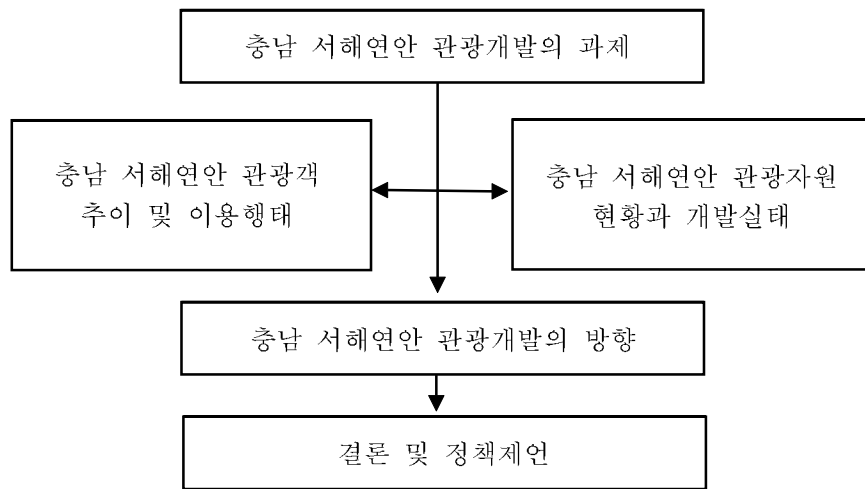 충남 서해연안 관광개발의 과제
충남 서해연안 관광객
추이 및 이용행태
충남 서해연안 관광자원
현황과 개발실태
충남 서해연안 관광개발의 방향
결론 및 정책제언